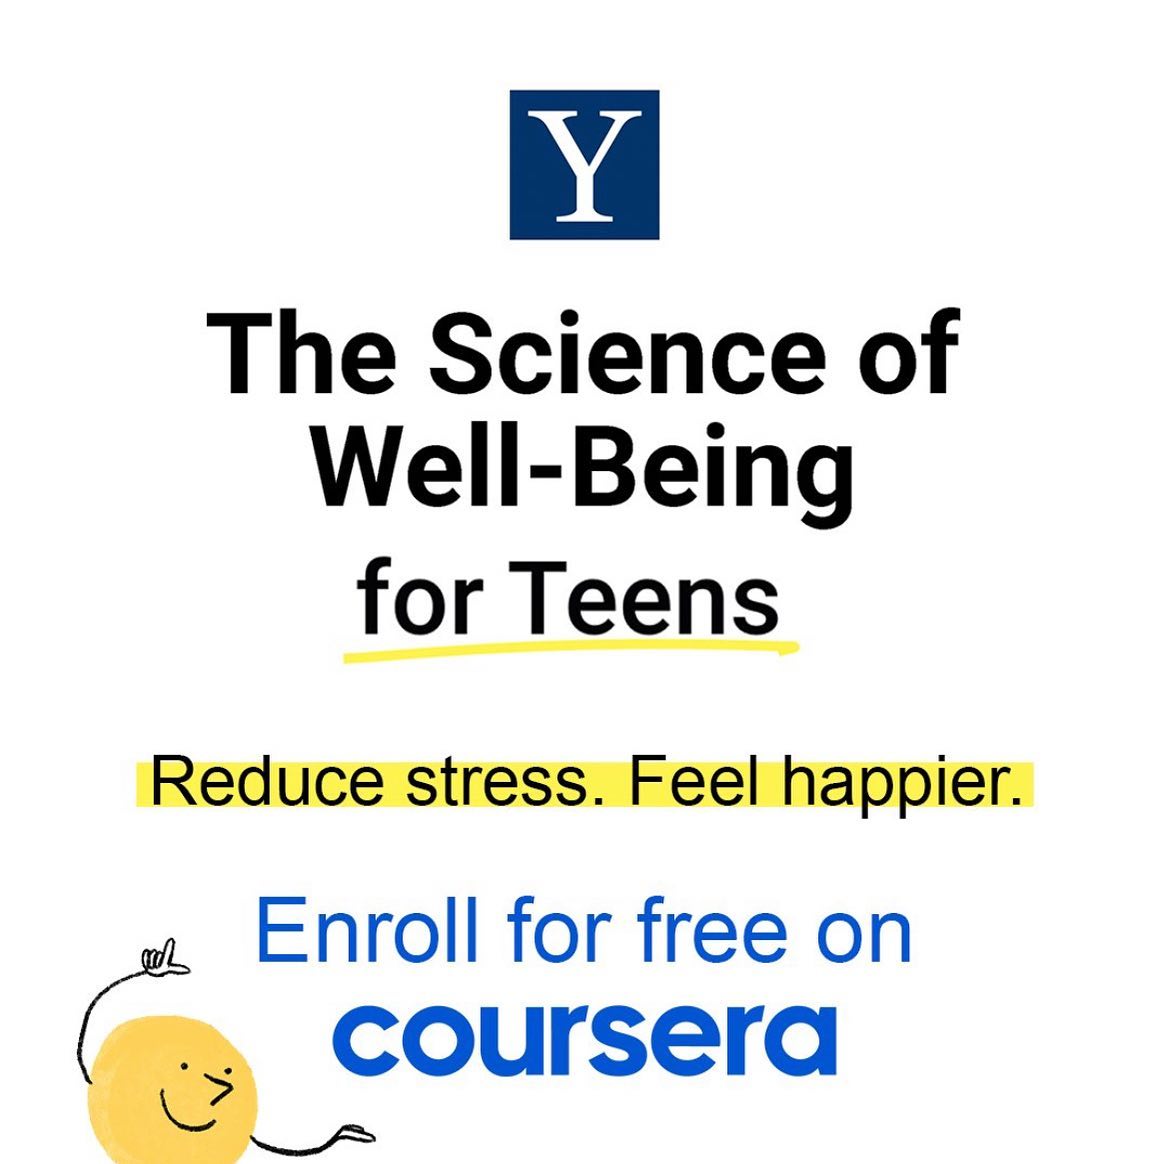 Y
The Science of
Well-Being
for Teens
Reduce stress. Feel happier.
Enroll for free on
coursera